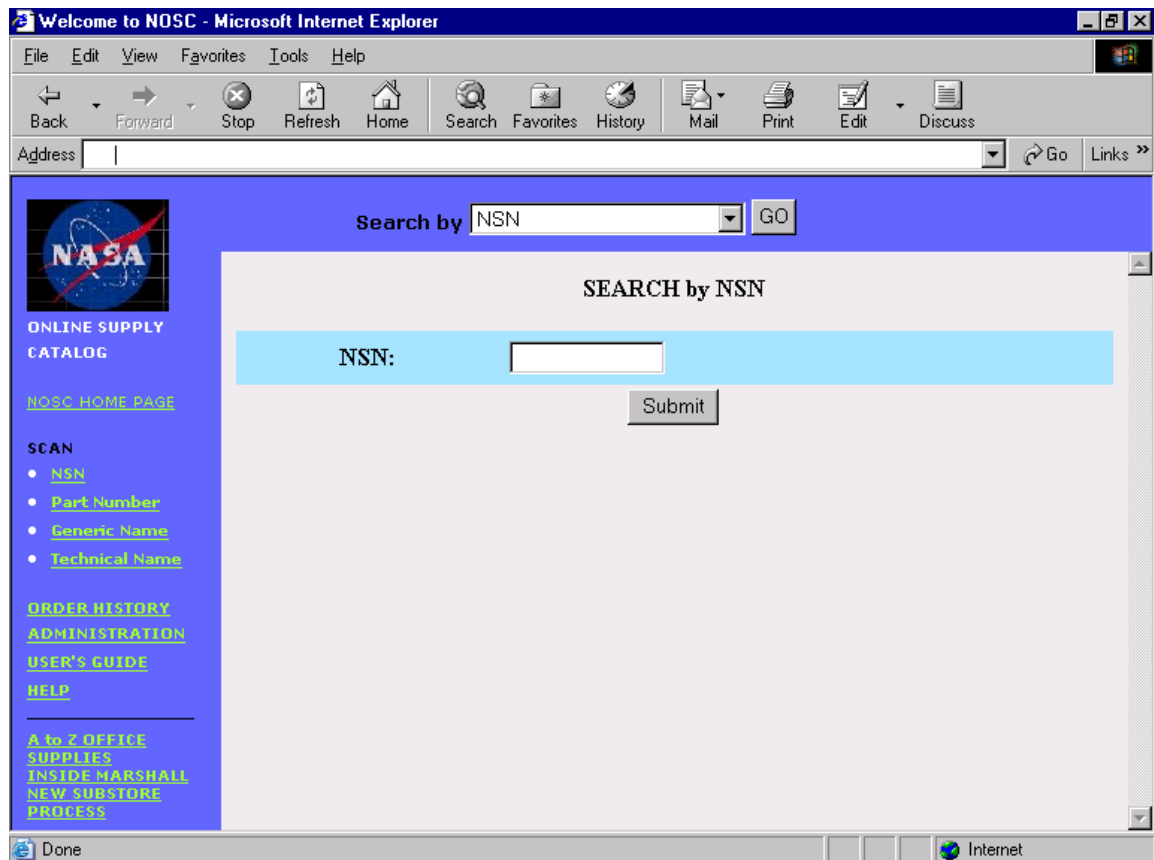 Welcome to NOSC - Microsoft Internet Explorer
File Edit View Favorites Tools Help
Back Forward Stop Refresh Home Search Favorites History Mail Print Edit Discuss
Address Go Links »
NASA
Search by NSN GO
ONLINE SUPPLY
CATALOG
NOSC HOME PAGE
SCAN
• NSN
• Part Number
• Generic Name
• Technical Name
ORDER HISTORY
ADMINISTRATION
USER'S GUIDE
HELP
A to Z OFFICE
SUPPLIES
INSIDE MARSHALL
NEW SUBSTORE
PROCESS
SEARCH by NSN
NSN:
Submit
Done Internet